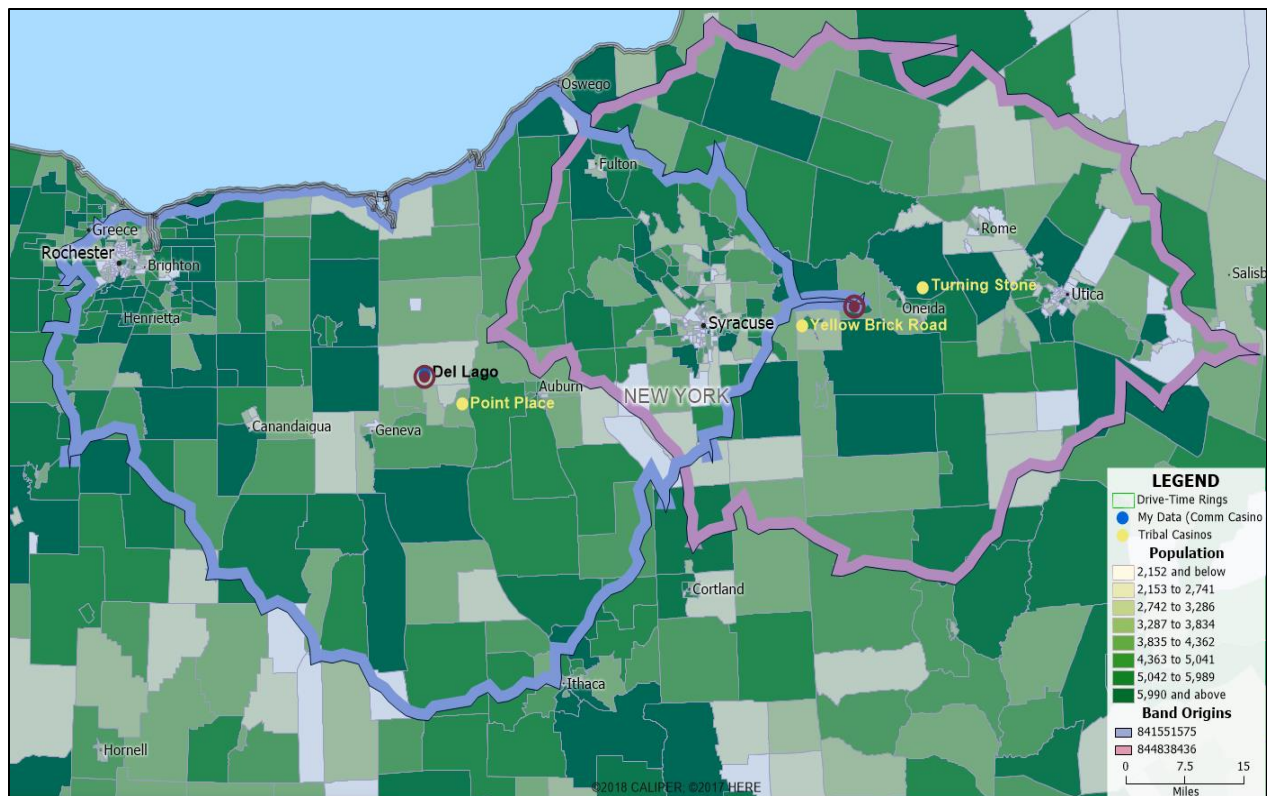 Oswego
Fulton
Greece
Rochester
Brighton
Henrietta
Rome
Salisb
Turning Stone
Utica
Oneida
Yellow Brick Road
Syracuse
Del Lago
Auburn
NEW YORK
Point Place
Canandaigua
Geneva
Cortland
Ithaca
Hornell
LEGEND
Drive-Time Rings
My Data (Comm Casino
Tribal Casinos
Population
2,152 and below
2,153 to 2,741
2,742 to 3,286
3,287 to 3,834
3,835 to 4,362
4,363 to 5,041
5,042 to 5,989
5,990 and above
Band Origins
841551575
844838436
0 7.5 15
Miles
©2018 CALIPER; ©2017 HERE